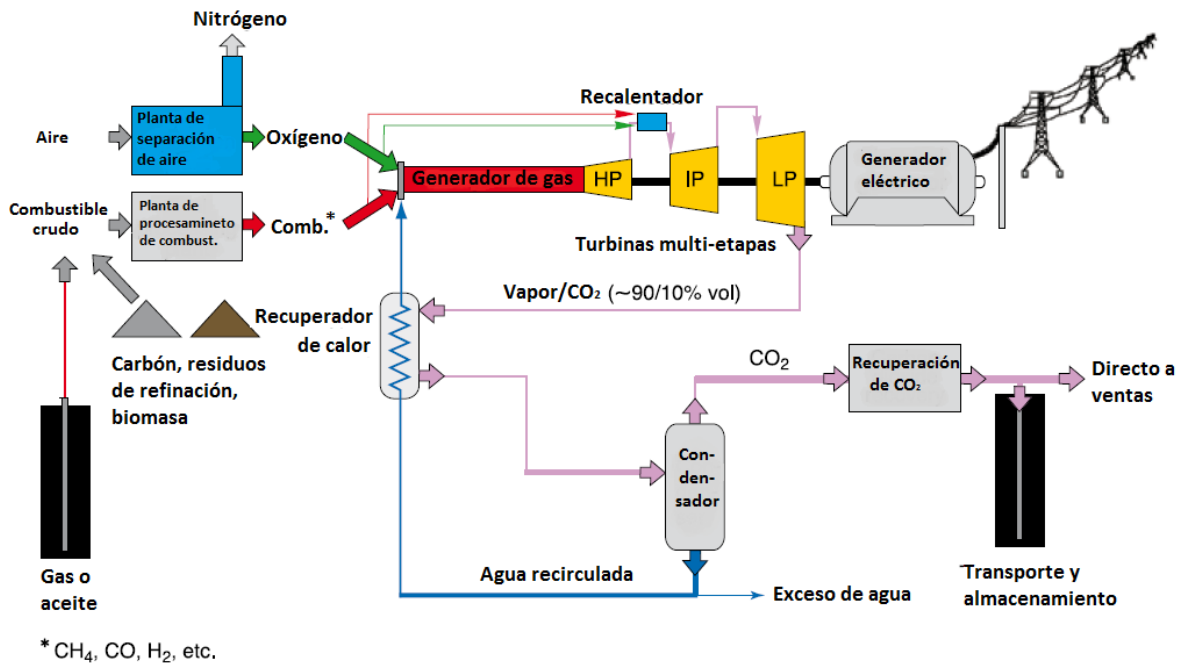 Nitrógeno
Aire
Planta de
separación
de aire
Oxígeno
Recalentador
Combustible
crudo
Planta de
procesamineto
de combust.
Comb.*
Generador de gas
HP
IP
LP
Generador
eléctrico
Turbinas multi-etapas
Vapor/CO₂ (~90/10% vol)
Recuperador
de calor
Carbón, residuos
de refinación,
biomasa
CO₂
Recuperación
de CO₂
Directo a
ventas
Con-
den-
sador
Gas o
aceite
Agua recirculada
Exceso de agua
Transporte y
almacenamiento
* CH₄, CO, H₂, etc.